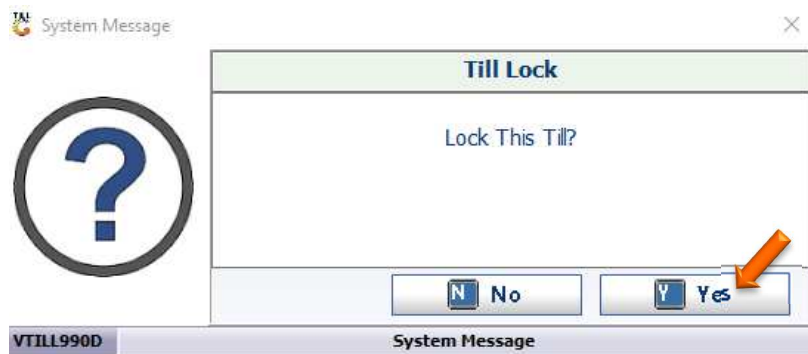 System Message
Till Lock
Lock This Till?
N No
Y Yes
VTILL990D System Message